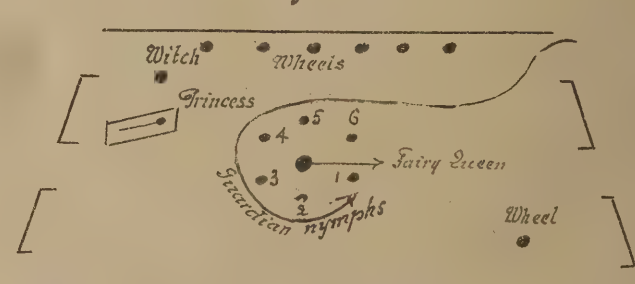 Witch
Wheels
Princess
5 6
4
Fairy Queen
3 1
2
Guardian nymphs
Wheel